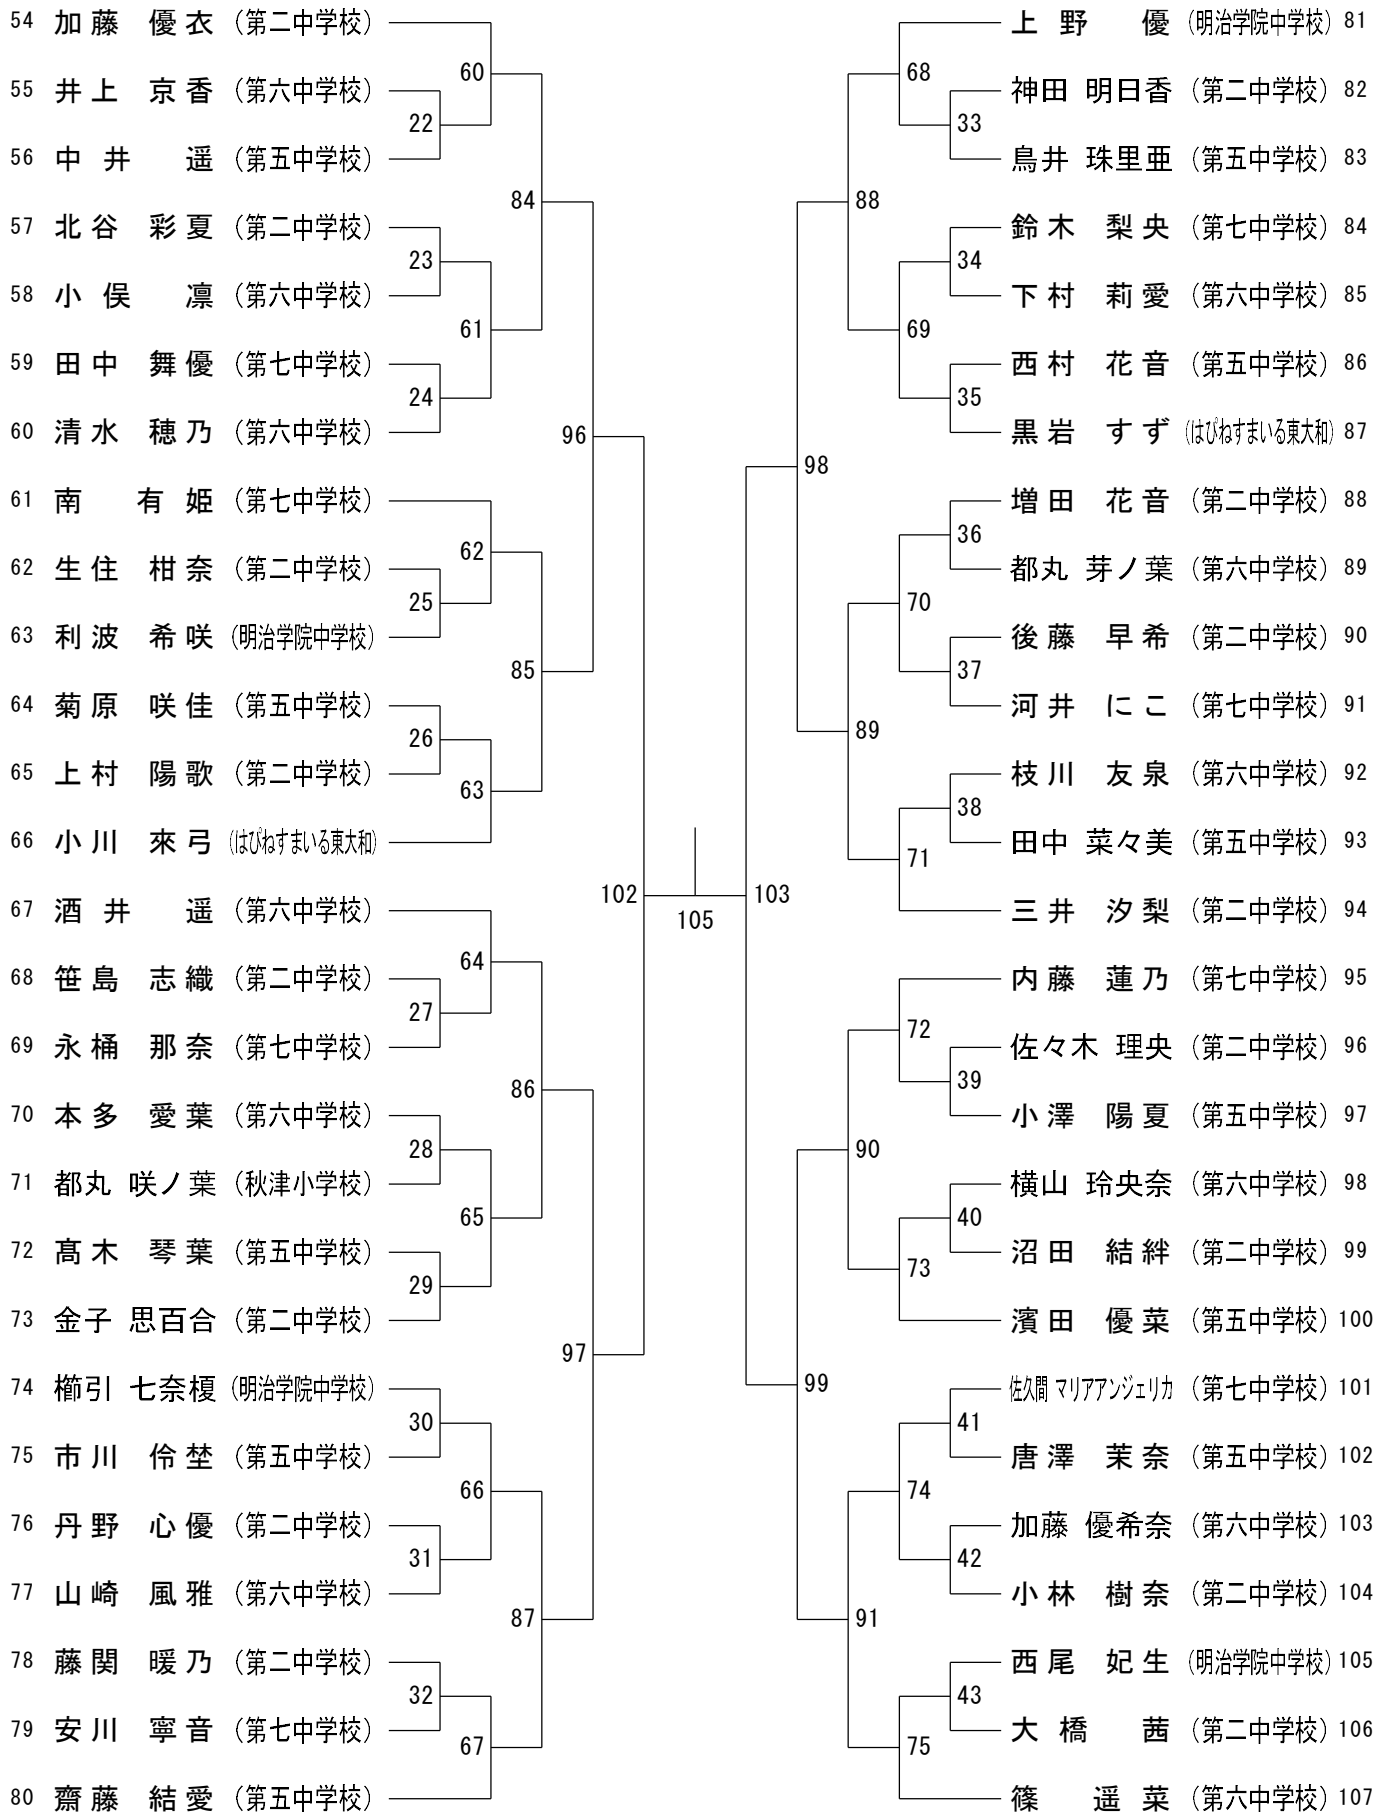 54 加藤 優衣 (第二中学校)
55 井上 京香 (第六中学校)
56 中井 遥 (第五中学校)
57 北谷 彩夏 (第二中学校)
58 小俣 凛 (第六中学校)
59 田中 舞優 (第七中学校)
60 清水 穂乃 (第六中学校)
61 南 有姫 (第七中学校)
62 生住 柑奈 (第二中学校)
63 利波 希咲 (明治学院中学校)
64 菊原 咲佳 (第五中学校)
65 上村 陽歌 (第二中学校)
66 小川 來弓 (はぴねすまいる東大和)
67 酒井 遥 (第六中学校)
68 笹島 志織 (第二中学校)
69 永桶 那奈 (第七中学校)
70 本多 愛葉 (第六中学校)
71 都丸 咲ノ葉 (秋津小学校)
72 髙木 琴葉 (第五中学校)
73 金子 思百合 (第二中学校)
74 櫛引 七奈榎 (明治学院中学校)
75 市川 伶埜 (第五中学校)
76 丹野 心優 (第二中学校)
77 山崎 風雅 (第六中学校)
78 藤関 暖乃 (第二中学校)
79 安川 寧音 (第七中学校)
80 齋藤 結愛 (第五中学校)
22
23
24
25
26
27
28
29
30
31
32
60
61
62
63
64
65
66
67
84
85
86
87
96
97
102
105
103
98
99
88
89
90
91
68
69
70
71
72
73
74
75
33
34
35
36
37
38
39
40
41
42
43
上野 優 (明治学院中学校) 81
神田 明日香 (第二中学校) 82
鳥井 珠里亜 (第五中学校) 83
鈴木 梨央 (第七中学校) 84
下村 莉愛 (第六中学校) 85
西村 花音 (第五中学校) 86
黒岩 すず (はぴねすまいる東大和) 87
増田 花音 (第二中学校) 88
都丸 芽ノ葉 (第六中学校) 89
後藤 早希 (第二中学校) 90
河井 にこ (第七中学校) 91
枝川 友泉 (第六中学校) 92
田中 菜々美 (第五中学校) 93
三井 汐梨 (第二中学校) 94
内藤 蓮乃 (第七中学校) 95
佐々木 理央 (第二中学校) 96
小澤 陽夏 (第五中学校) 97
横山 玲央奈 (第六中学校) 98
沼田 結絆 (第二中学校) 99
濱田 優菜 (第五中学校) 100
佐久間 マリアアンジェリカ (第七中学校) 101
唐澤 茉奈 (第五中学校) 102
加藤 優希奈 (第六中学校) 103
小林 樹奈 (第二中学校) 104
西尾 妃生 (明治学院中学校) 105
大橋 茜 (第二中学校) 106
篠 遥菜 (第六中学校) 107